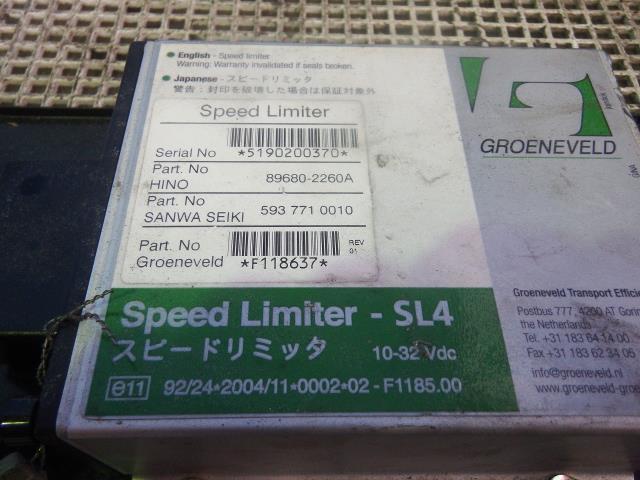 • English - Speed limiter
Warning: Warranty invalidated if seals broken.
• Japanese - スピードリミッタ
警告：封印を破壊した場合は保証対象外
Speed Limiter
Serial No *5190200370*
Part. No
HINO 89680-2260A
Part. No
SANWA SEIKI 593 771 0010
Part. No
Groeneveld *F118637*
REV
01
GROENEVELD
Speed Limiter - SL4
スピードリミッタ 10-32 Vdc
e11 92/24*2004/11*0002*02 - F1185.00
Groeneveld Transport Efficie
Postbus 777, 4200 AT Gorin
the Netherlands
Tel. +31 183 64 14 00
Fax +31 183 62 34 05
info@groeneveld.nl
www.groeneveld-gro